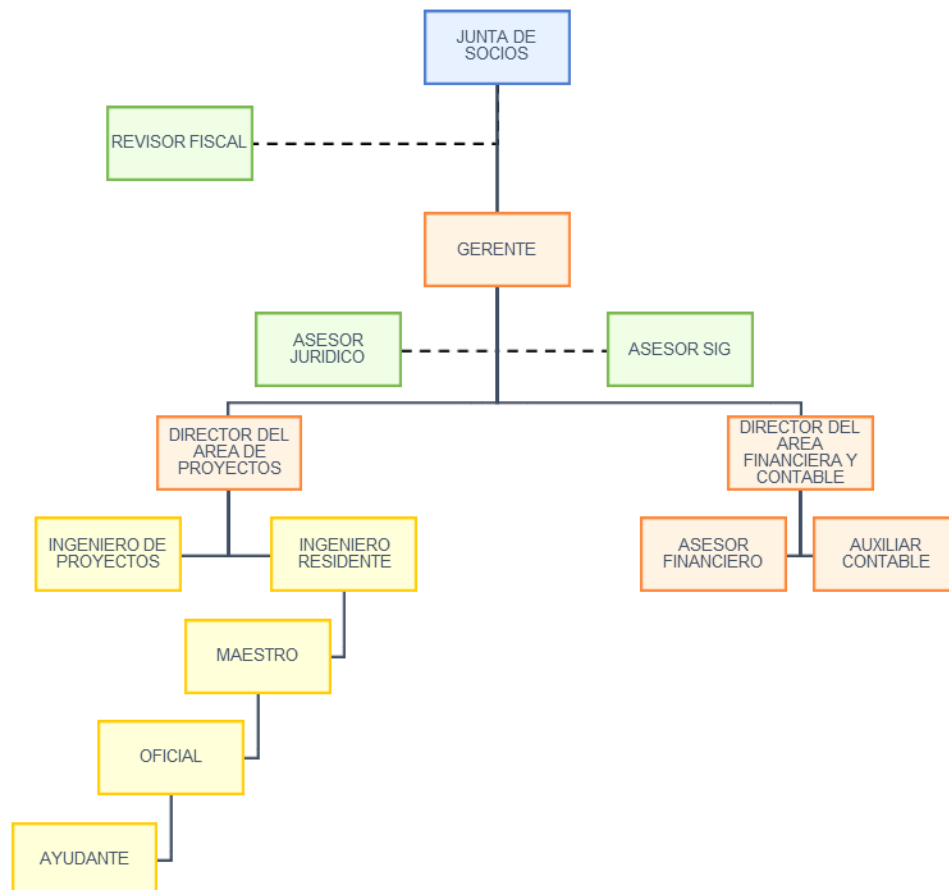 JUNTA DE
SOCIOS
REVISOR FISCAL
GERENTE
ASESOR
JURIDICO
ASESOR SIG
DIRECTOR DEL
AREA DE
PROYECTOS
DIRECTOR DEL
AREA
FINANCIERA Y
CONTABLE
INGENIERO DE
PROYECTOS
INGENIERO
RESIDENTE
ASESOR
FINANCIERO
AUXILIAR
CONTABLE
MAESTRO
OFICIAL
AYUDANTE